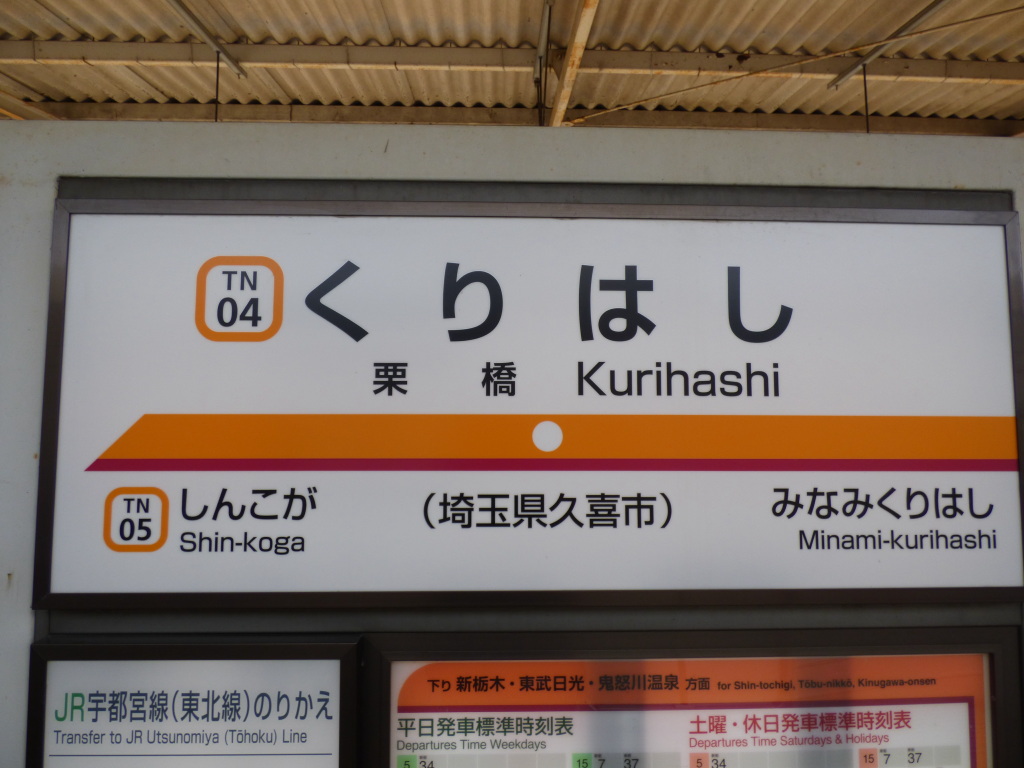 TN
04
くりはし
栗橋 Kurihashi
TN
05
しんこが
Shin-koga
（埼玉県久喜市）
みなみくりはし
Minami-kurihashi
JR宇都宮線（東北線）のりかえ
Transfer to JR Utsunomiya (Tōhoku) Line
下り 新栃木・東武日光・鬼怒川温泉 方面 for Shin-tochigi, Tōbu-nikkō, Kinugawa-onsen
平日発車標準時刻表
Departures Time Weekdays
5 34 15 7 37
土曜・休日発車標準時刻表
Departures Time Saturdays & Holidays
5 34 15 7 37